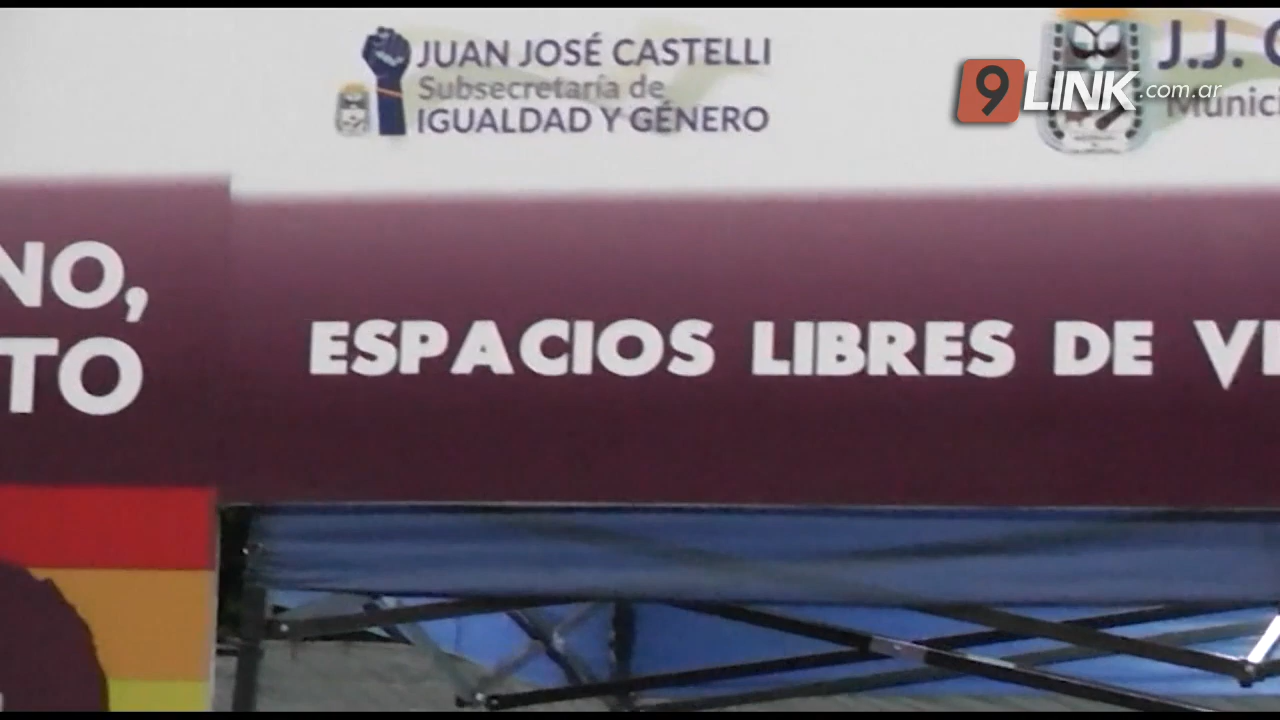 JUAN JOSÉ CASTELLI
Subsecretaría de
IGUALDAD Y GÉNERO
J.J.
9 LINK.com.ar
NO,
TO
ESPACIOS LIBRES DE